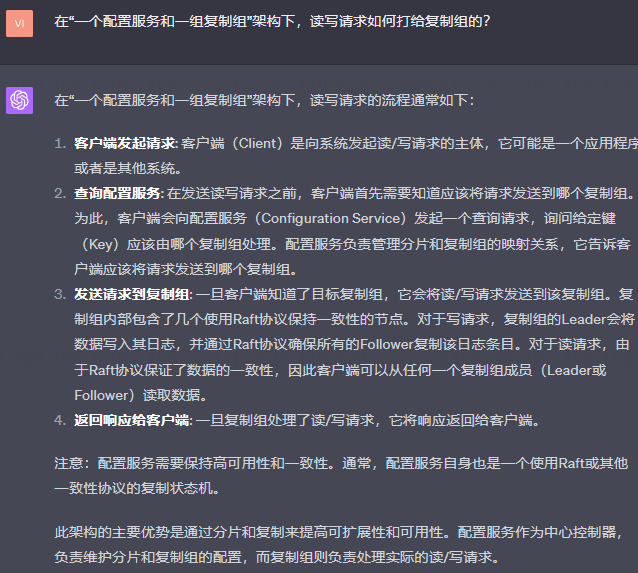 VI
在“一个配置服务和一组复制组”架构下，读写请求如何打给复制组的？
在“一个配置服务和一组复制组”架构下，读写请求的流程通常如下：
1. 客户端发起请求: 客户端（Client）是向系统发起读/写请求的主体，它可能是一个应用程序
或者是其他系统。
2. 查询配置服务: 在发送读写请求之前，客户端首先需要知道应该将请求发送到哪个复制组。
为此，客户端会向配置服务（Configuration Service）发起一个查询请求，询问给定键
（Key）应该由哪个复制组处理。配置服务负责管理分片和复制组的映射关系，它告诉客
户端应该将请求发送到哪个复制组。
3. 发送请求到复制组: 一旦客户端知道了目标复制组，它会将读/写请求发送到该复制组。复
制组内部包含了几个使用Raft协议保持一致性的节点。对于写请求，复制组的Leader会将
数据写入其日志，并通过Raft协议确保所有的Follower复制该日志条目。对于读请求，由
于Raft协议保证了数据的一致性，因此客户端可以从任何一个复制组成员（Leader或
Follower）读取数据。
4. 返回响应给客户端: 一旦复制组处理了读/写请求，它将响应返回给客户端。
注意：配置服务需要保持高可用性和一致性。通常，配置服务自身也是一个使用Raft或其他
一致性协议的复制状态机。
此架构的主要优势是通过分片和复制来提高可扩展性和可用性。配置服务作为中心控制器，
负责维护分片和复制组的配置，而复制组则负责处理实际的读/写请求。